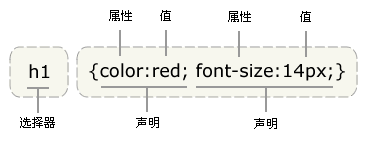 属性 值 属性 值
h1 {color:red; font-size:14px;}
选择器 声明 声明